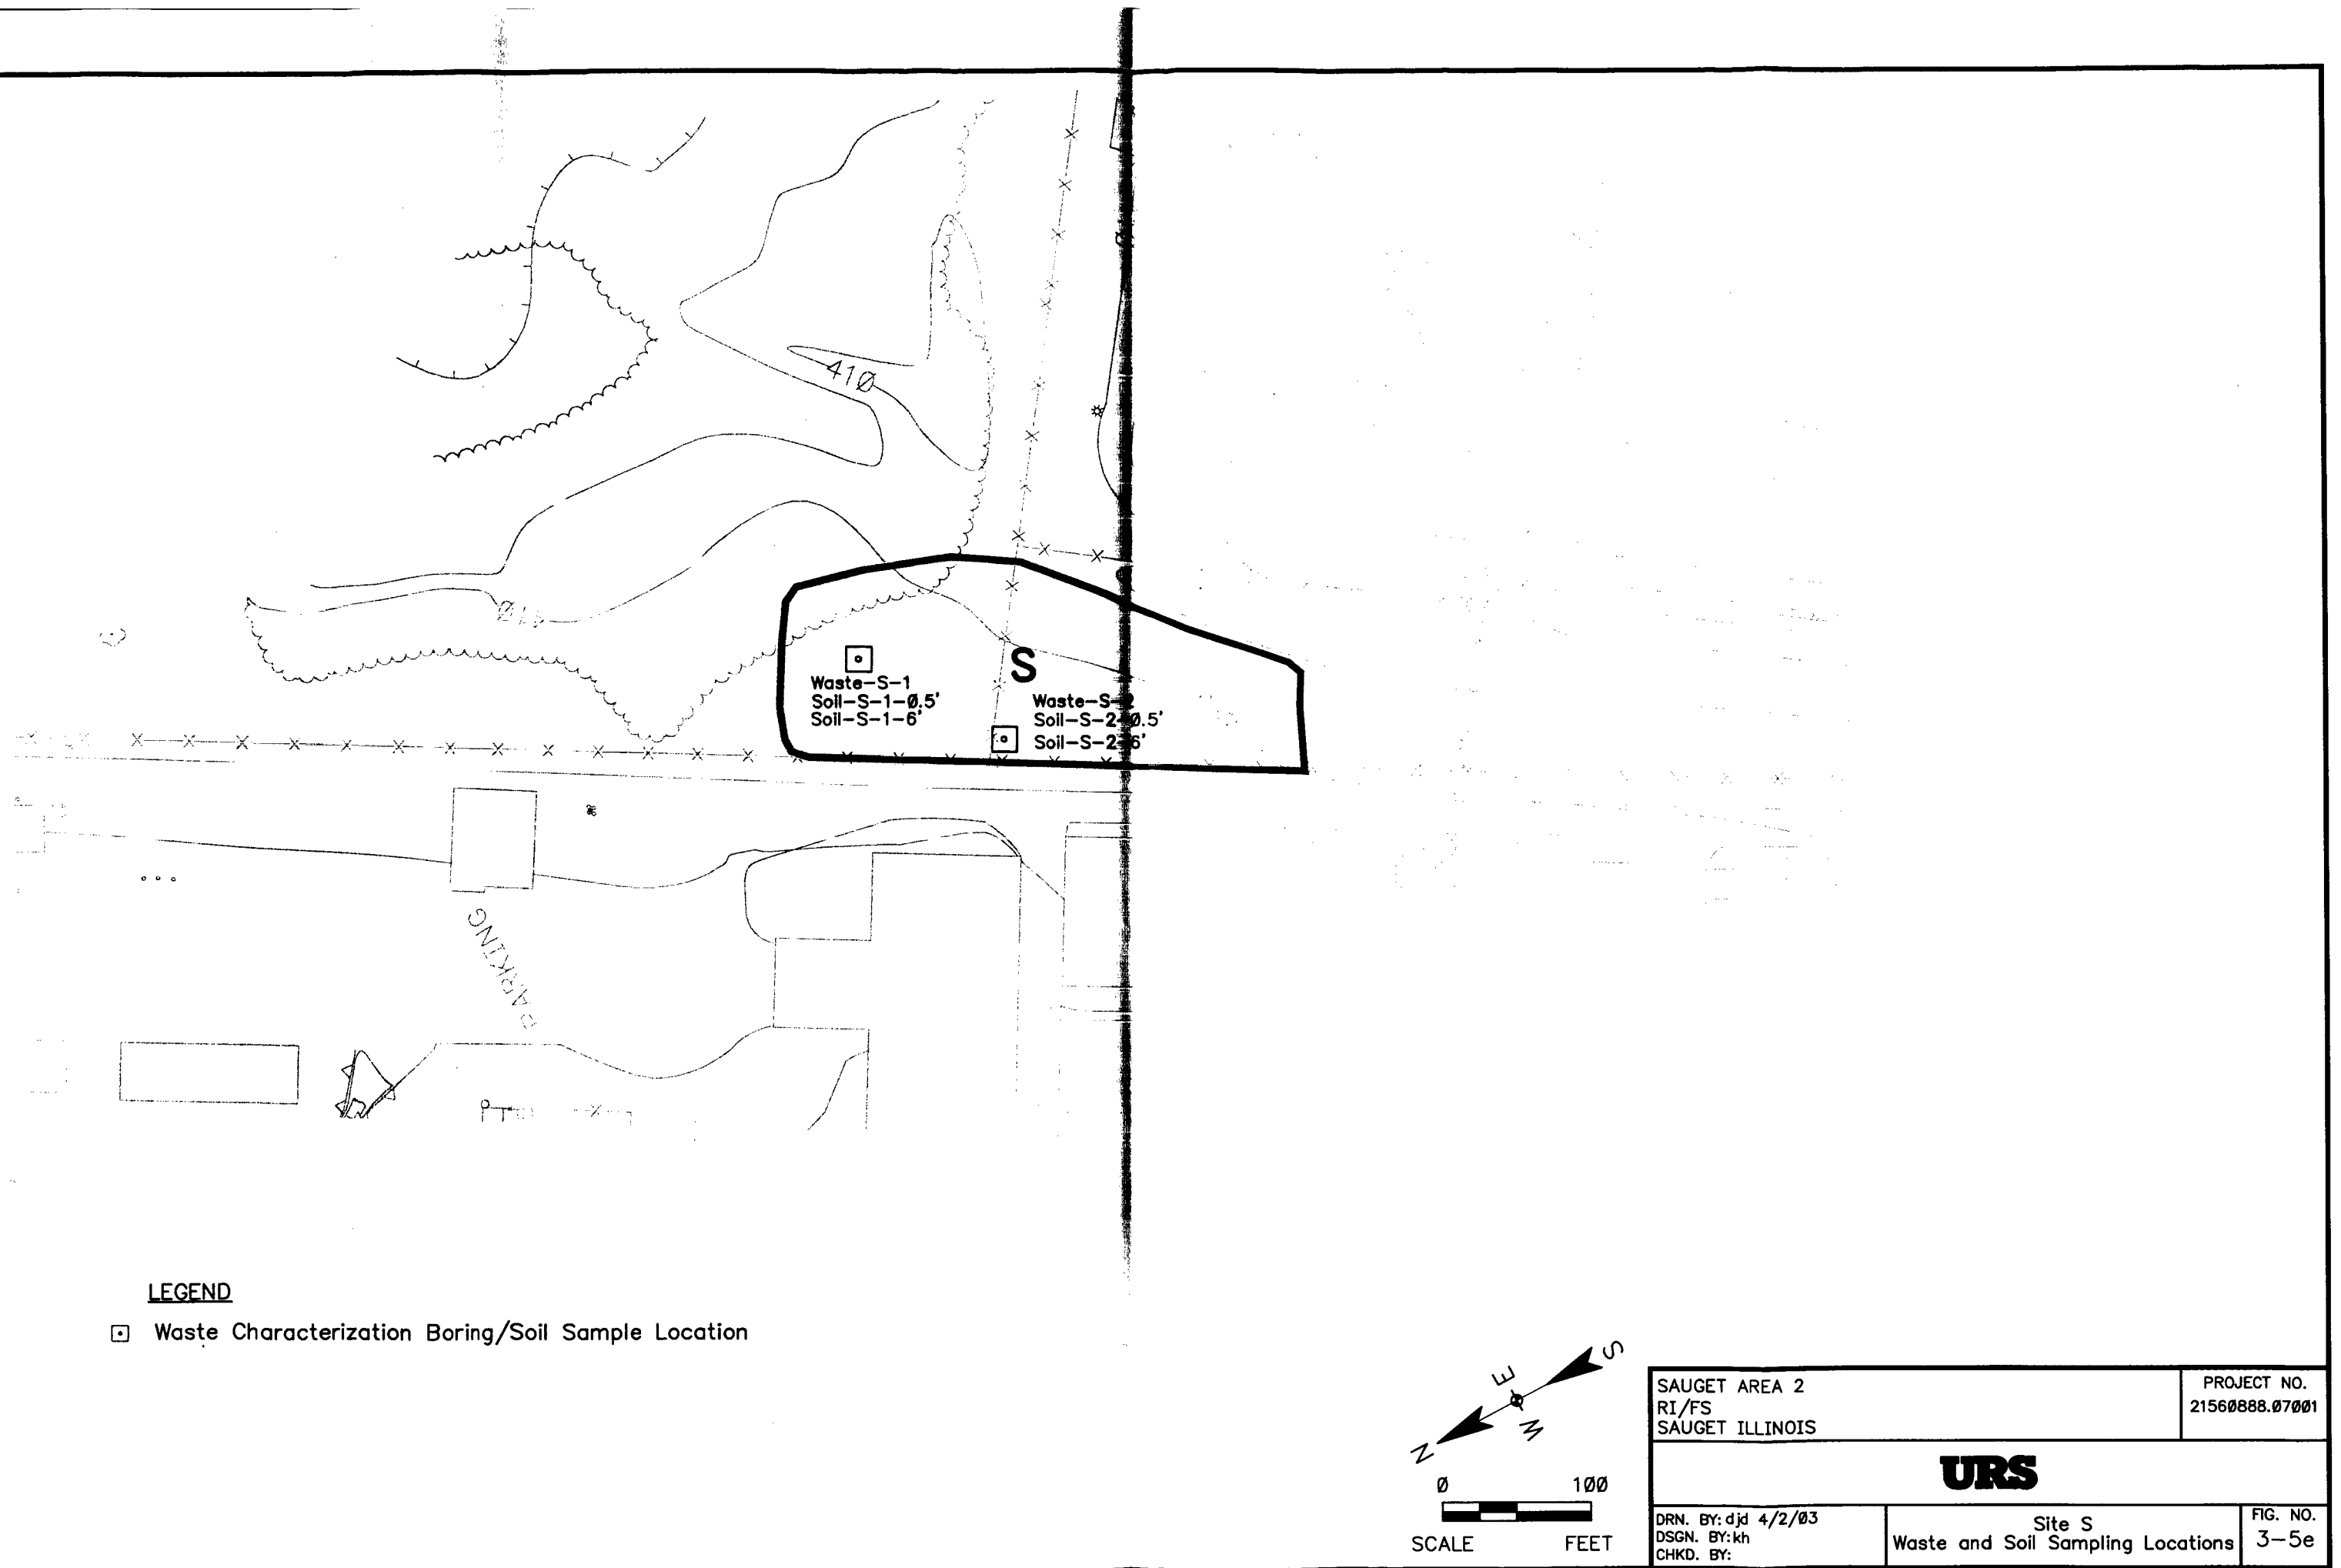 410
410
S
Waste-S-1
Soil-S-1-0.5'
Soil-S-1-6'
Waste-S-2
Soil-S-2-0.5'
Soil-S-2-6'
PARKING
LEGEND
Waste Characterization Boring/Soil Sample Location
N
E
S
W
0 100
SCALE FEET
SAUGET AREA 2
RI/FS
SAUGET ILLINOIS
PROJECT NO.
21560888.07001
URS
DRN. BY: djd 4/2/03
DSGN. BY: kh
CHKD. BY:
Site S
Waste and Soil Sampling Locations
FIG. NO.
3-5e